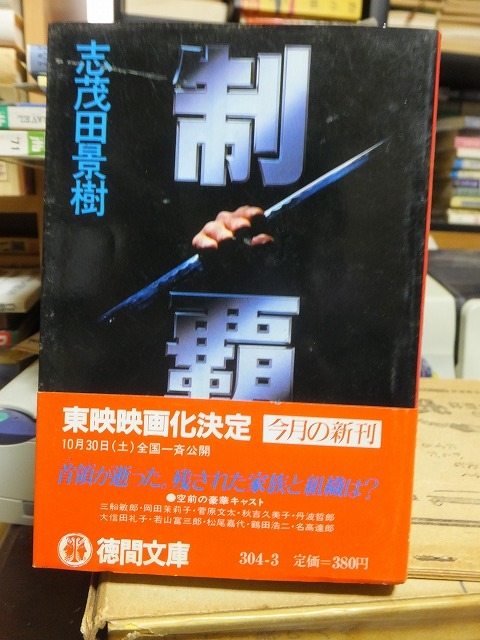 志茂田景樹
制覇
東映映画化決定 今月の新刊
10月30日(土)全国一斉公開
首領が逝った。残された家族と組織は?
●空前の豪華キャスト
三船敏郎・岡田茉莉子・菅原文太・秋吉久美子・丹波哲郎
大信田礼子・若山富三郎・松尾嘉代・鶴田浩二・名高達郎
徳間文庫 304-3 定価=380円